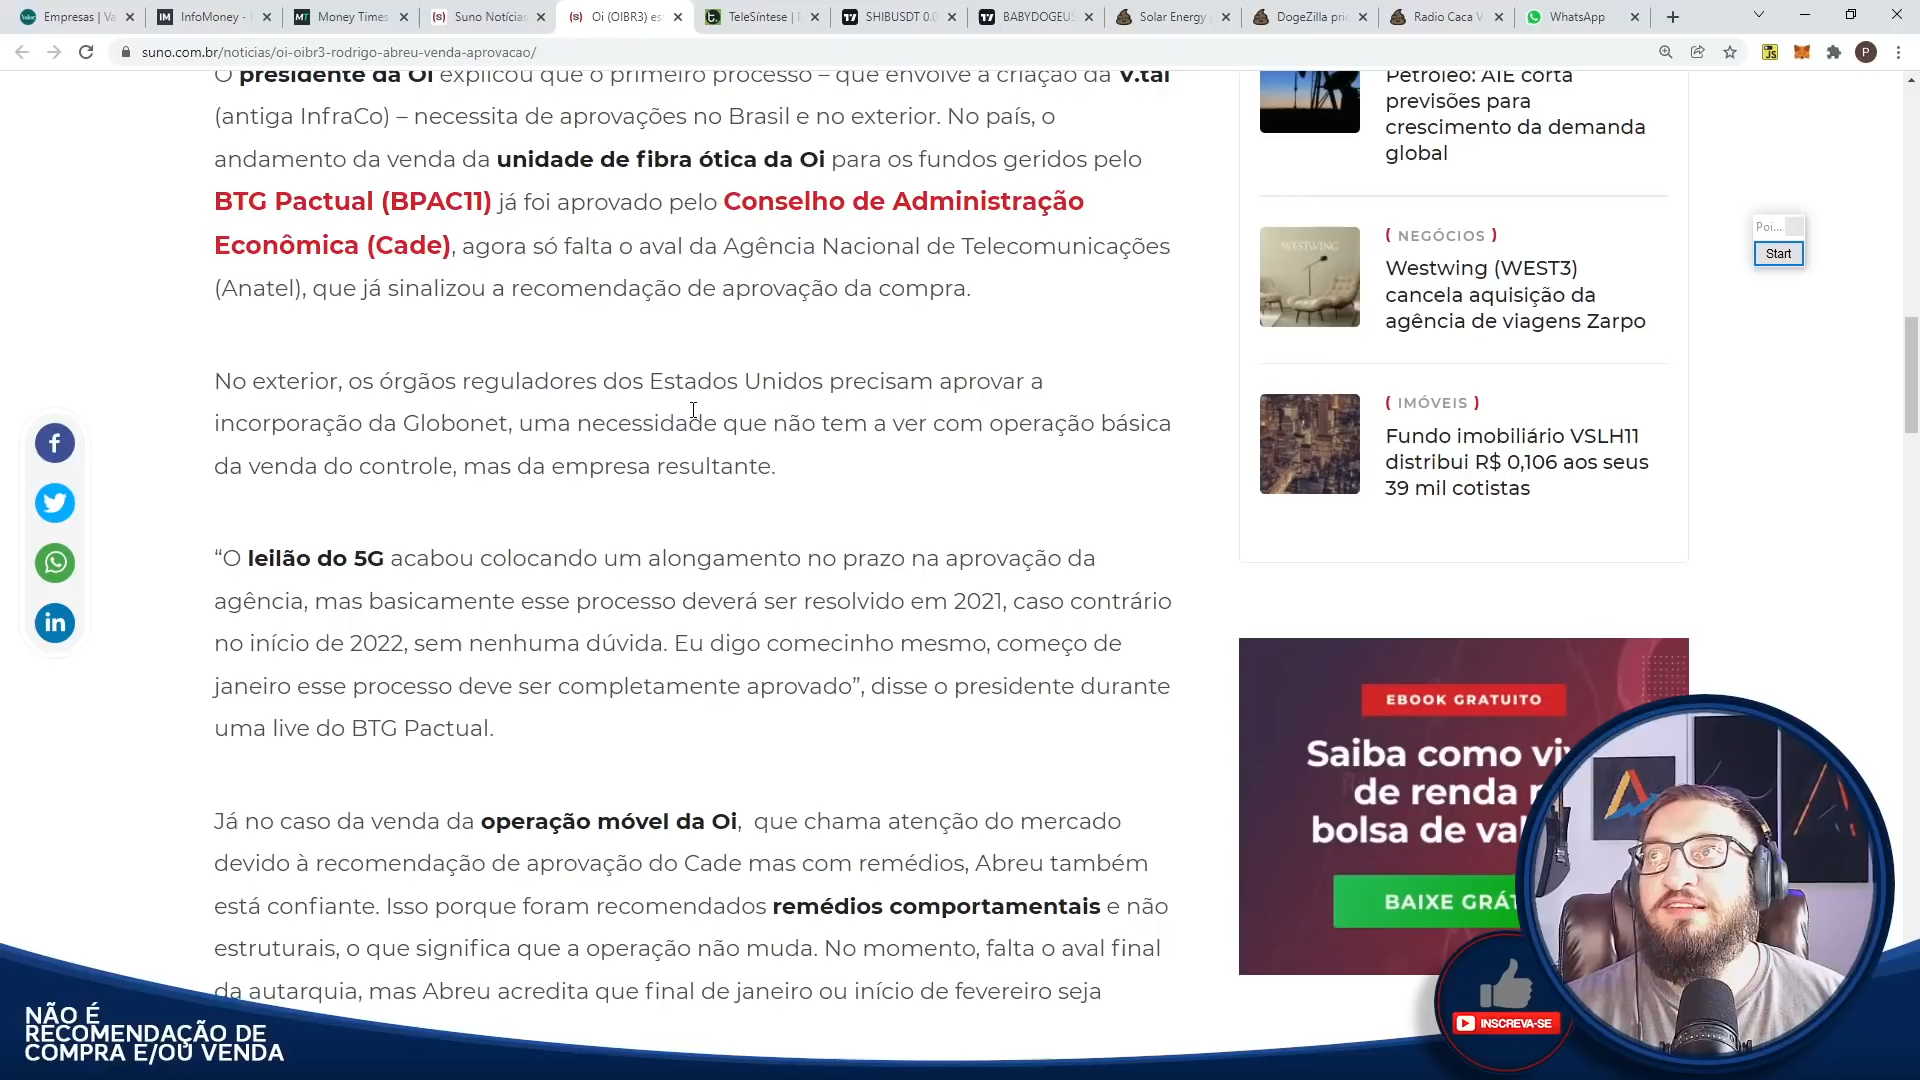 Empresas | Va
InfoMoney -
Money Times
Suno Notícias
Oi (OIBR3) es
TeleSíntese | P
SHIBUSDT 0.0
BABYDOGEUS
Solar Energy
DogeZilla pri
Radio Caca V
WhatsApp
suno.com.br/noticias/oi-oibr3-rodrigo-abreu-venda-aprovacao/
P
O presidente da Oi explicou que o primeiro processo – que envolve a criação da V.tal
(antiga InfraCo) – necessita de aprovações no Brasil e no exterior. No país, o
andamento da venda da unidade de fibra ótica da Oi para os fundos geridos pelo
BTG Pactual (BPAC11) já foi aprovado pelo Conselho de Administração
Econômica (Cade), agora só falta o aval da Agência Nacional de Telecomunicações
(Anatel), que já sinalizou a recomendação de aprovação da compra.
No exterior, os órgãos reguladores dos Estados Unidos precisam aprovar a
incorporação da Globonet, uma necessidade que não tem a ver com operação básica
da venda do controle, mas da empresa resultante.
“O leilão do 5G acabou colocando um alongamento no prazo na aprovação da
agência, mas basicamente esse processo deverá ser resolvido em 2021, caso contrário
no início de 2022, sem nenhuma dúvida. Eu digo comecinho mesmo, começo de
janeiro esse processo deve ser completamente aprovado”, disse o presidente durante
uma live do BTG Pactual.
Já no caso da venda da operação móvel da Oi, que chama atenção do mercado
devido à recomendação de aprovação do Cade mas com remédios, Abreu também
está confiante. Isso porque foram recomendados remédios comportamentais e não
estruturais, o que significa que a operação não muda. No momento, falta o aval final
da autarquia, mas Abreu acredita que final de janeiro ou início de fevereiro seja
Petróleo: AIE corta
previsões para
crescimento da demanda
global
WESTWING
( NEGÓCIOS )
Westwing (WEST3)
cancela aquisição da
agência de viagens Zarpo
( IMÓVEIS )
Fundo imobiliário VSLH11
distribui R$ 0,106 aos seus
39 mil cotistas
Poi...
Start
EBOOK GRATUITO
Saiba como viv
de renda
bolsa de val
BAIXE GRÁT
INSCREVA-SE
NÃO É
RECOMENDAÇÃO DE
COMPRA E/OU VENDA